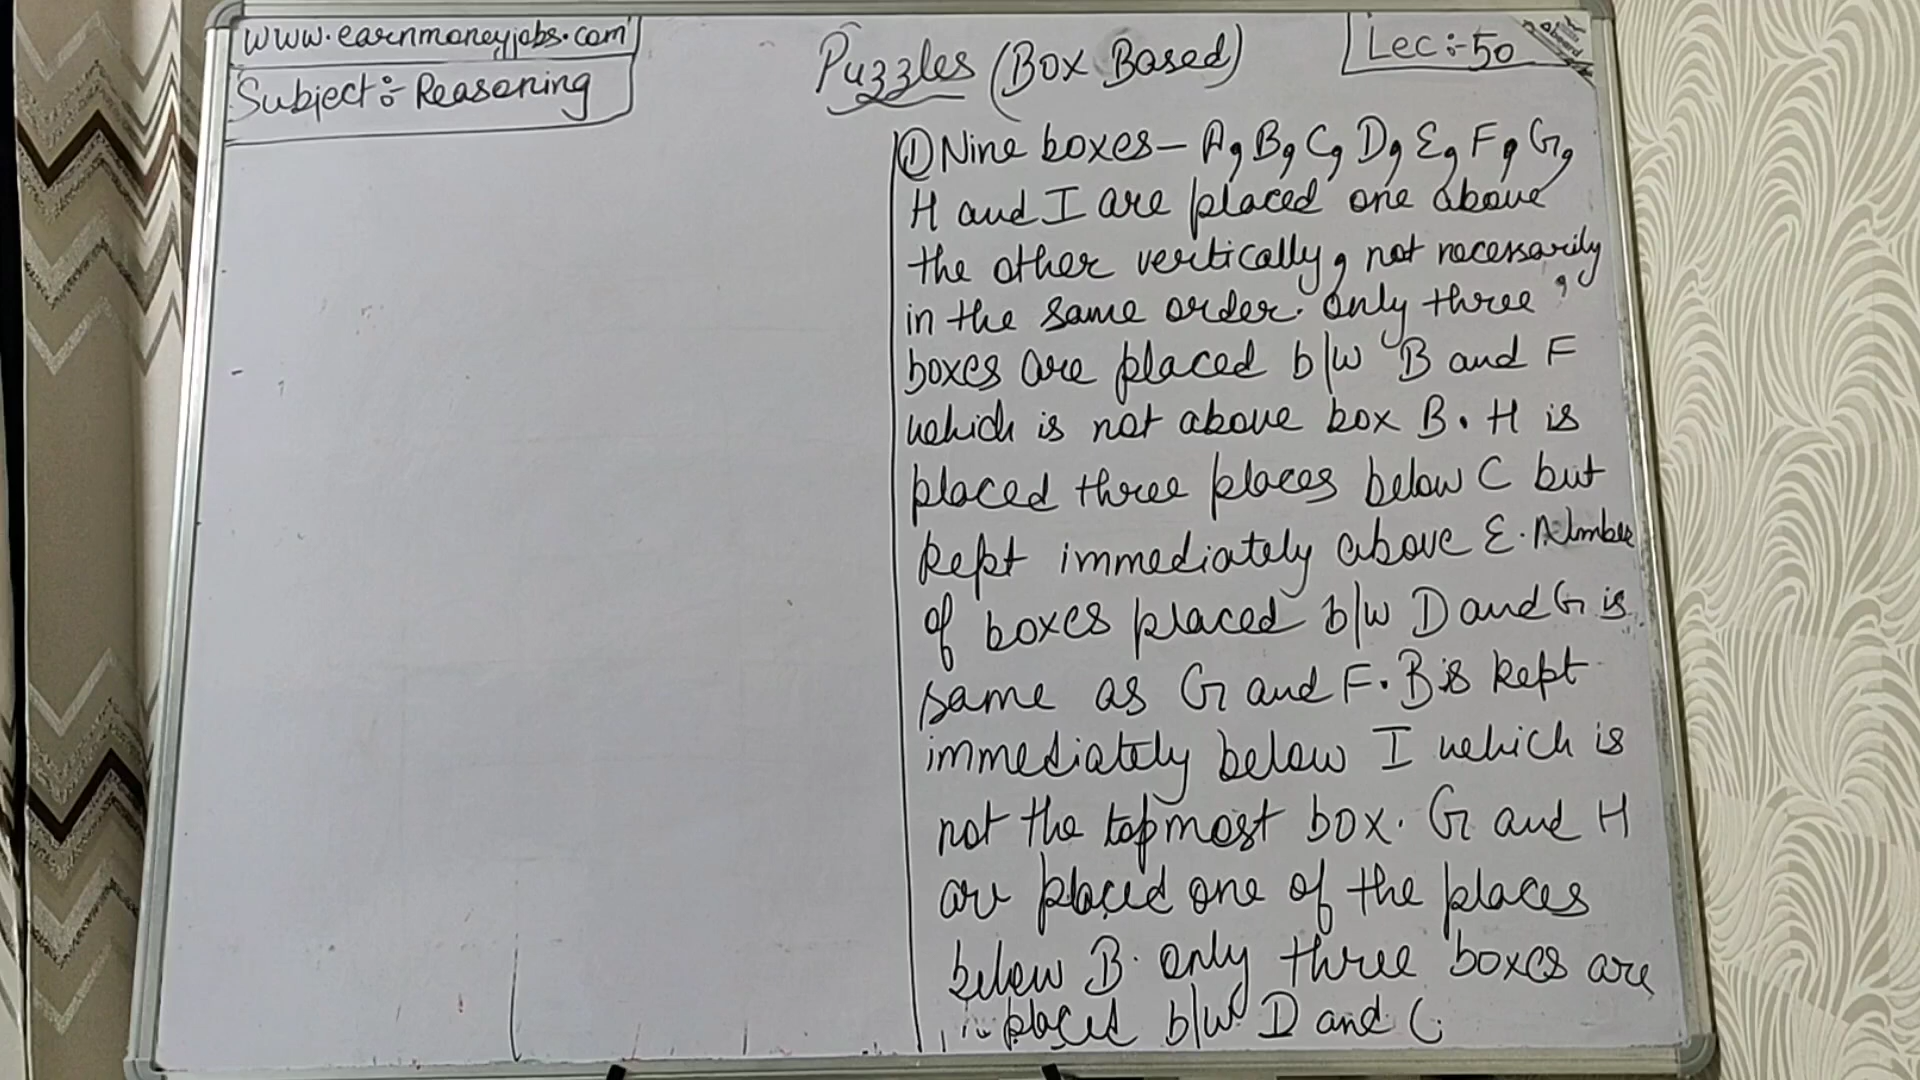 www.earnmoneyjobs.com
Subject:- Reasoning
Puzzles (Box Based)
Lec:-50
① Nine boxes- A, B, C, D, E, F, G,
H and I are placed one above
the other vertically, not necessarily
in the same order. Only three
boxes are placed b/w B and F
which is not above box B. H is
placed three places below C but
kept immediately above E. Number
of boxes placed b/w D and G is
same as G and F. B is kept
immediately below I which is
not the topmost box. G and H
are placed one of the places
below B. Only three boxes are
placed b/w D and C.